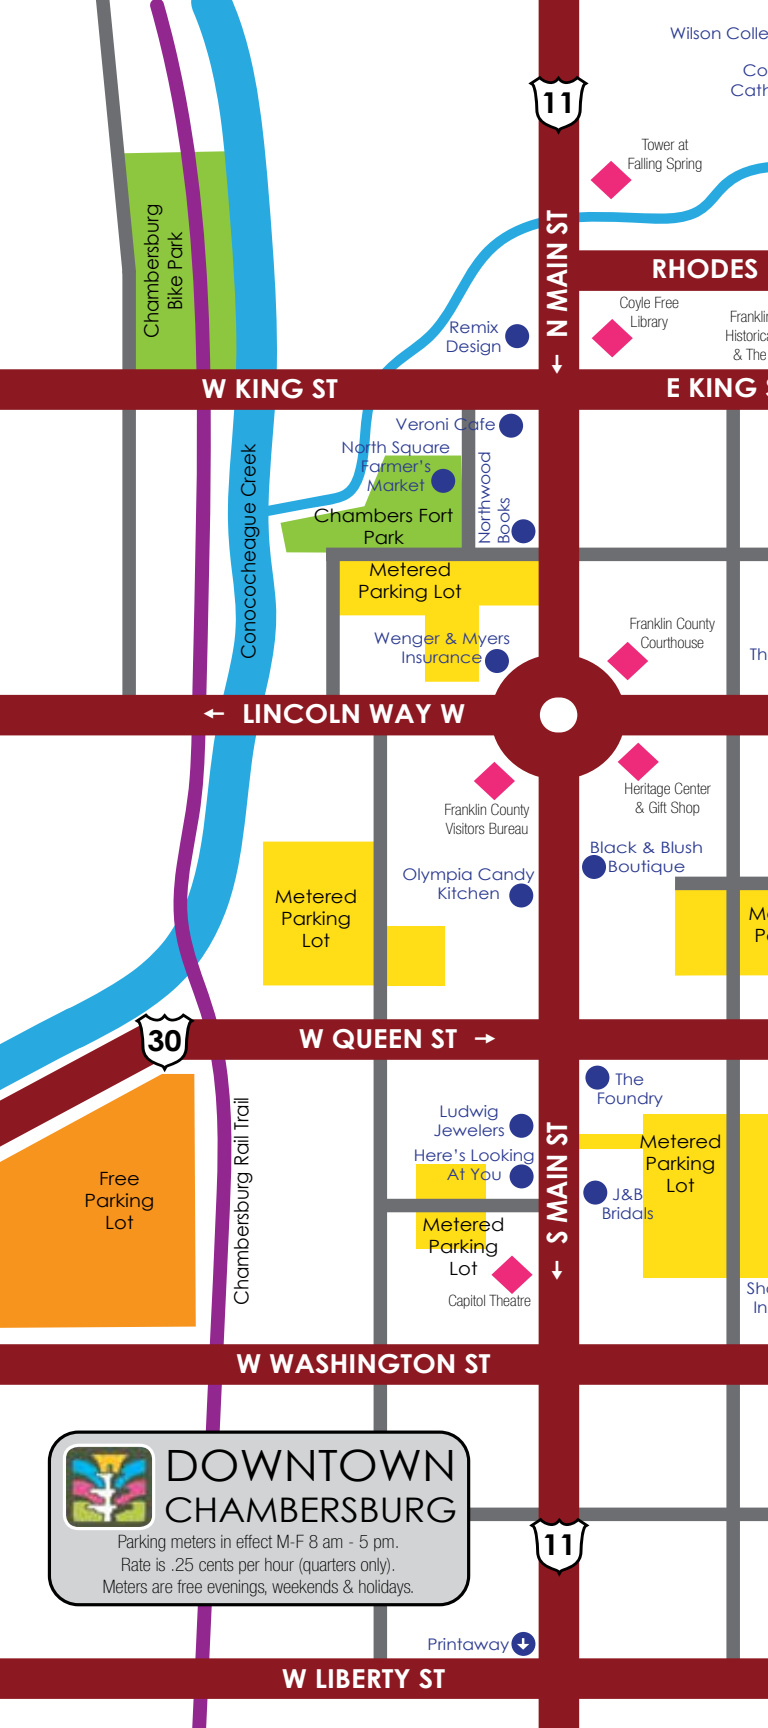 Wilson Colle
Co
Cath
11
Tower at
Falling Spring
N MAIN ST
RHODES
Chambersburg
Bike Park
Coyle Free
Library
Franklin
Historica
& The
Remix
Design
W KING ST
E KING S
Veroni Cafe
North Square
Farmer's
Market
Northwood
Books
Chambers Fort
Park
Conococheague Creek
Metered
Parking Lot
Franklin County
Courthouse
Wenger & Myers
Insurance
Th
LINCOLN WAY W
Heritage Center
& Gift Shop
Franklin County
Visitors Bureau
Black & Blush
Boutique
Olympia Candy
Kitchen
Metered
Parking
Lot
Me
P
30
W QUEEN ST
The
Foundry
Ludwig
Jewelers
S MAIN ST
Metered
Parking
Lot
Here's Looking
At You
Chambersburg Rail Trail
Free
Parking
Lot
J&B
Bridals
Metered
Parking
Lot
Capitol Theatre
Sho
In
W WASHINGTON ST
DOWNTOWN
CHAMBERSBURG
Parking meters in effect M-F 8 am - 5 pm.
Rate is .25 cents per hour (quarters only).
Meters are free evenings, weekends & holidays.
11
Printaway
W LIBERTY ST